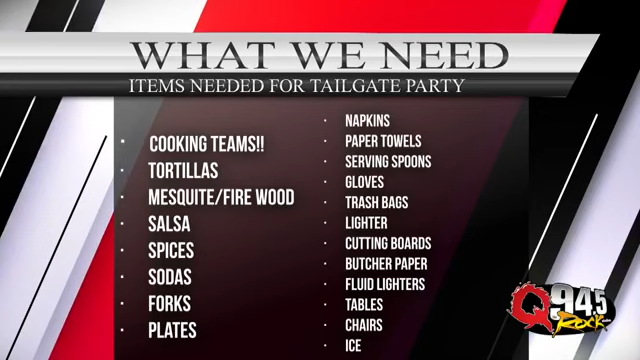 WHAT WE NEED
ITEMS NEEDED FOR TAILGATE PARTY
COOKING TEAMS!!
TORTILLAS
MESQUITE/FIRE WOOD
SALSA
SPICES
SODAS
FORKS
PLATES
NAPKINS
PAPER TOWELS
SERVING SPOONS
GLOVES
TRASH BAGS
LIGHTER
CUTTING BOARDS
BUTCHER PAPER
FLUID LIGHTERS
TABLES
CHAIRS
ICE
Q94.5
ROCK